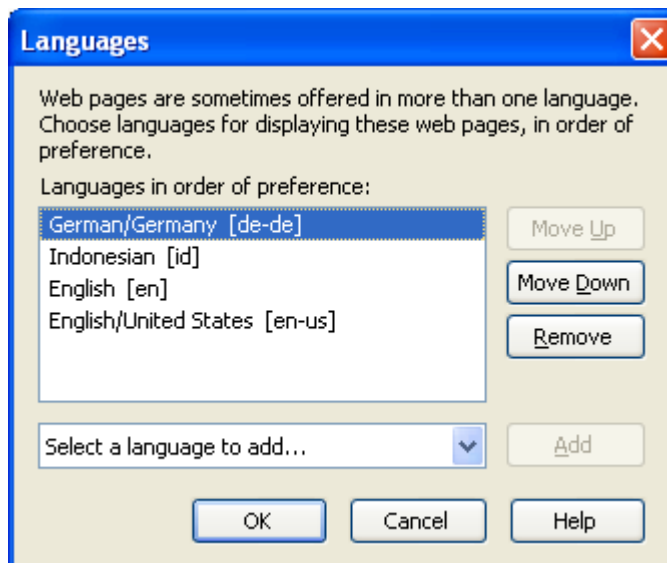 Languages
Web pages are sometimes offered in more than one language.
Choose languages for displaying these web pages, in order of
preference.
Languages in order of preference:
German/Germany [de-de]
Indonesian [id]
English [en]
English/United States [en-us]
Move Up
Move Down
Remove
Select a language to add...
Add
OK
Cancel
Help